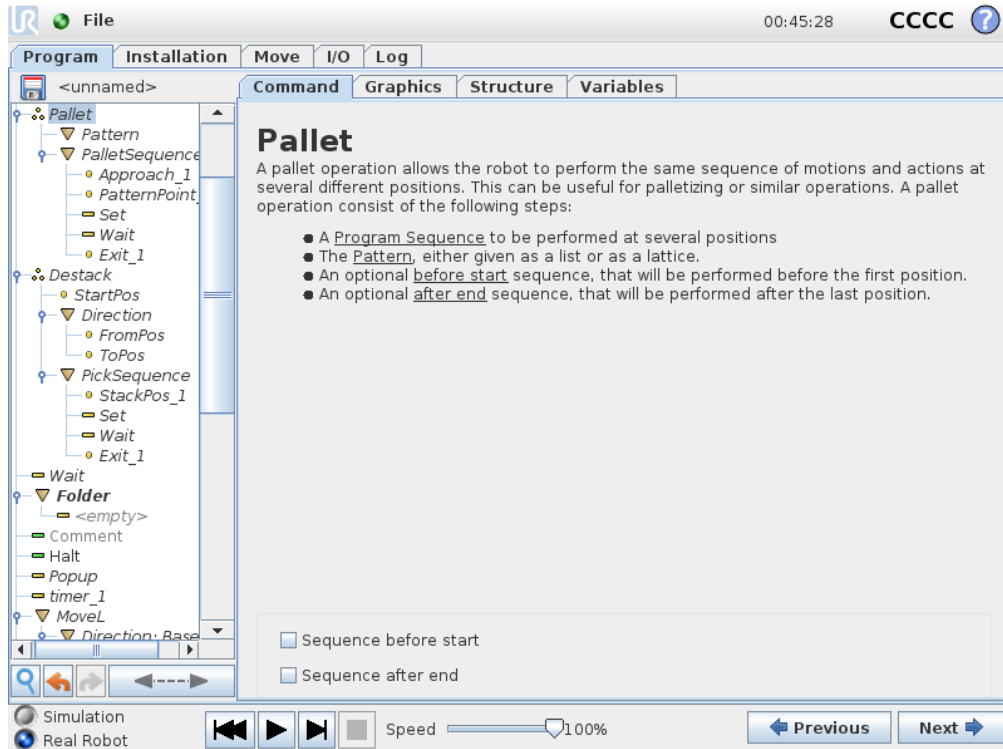 UR File 00:45:28 CCCC ?
Program Installation Move I/O Log
<unnamed>
Command Graphics Structure Variables
Pallet
Pattern
PalletSequence
Approach_1
PatternPoint_
Set
Wait
Exit_1
Destack
StartPos
Direction
FromPos
ToPos
PickSequence
StackPos_1
Set
Wait
Exit_1
Wait
Folder
<empty>
Comment
Halt
Popup
timer_1
MoveL
Direction: Base
Pallet
A pallet operation allows the robot to perform the same sequence of motions and actions at
several different positions. This can be useful for palletizing or similar operations. A pallet
operation consist of the following steps:
A Program Sequence to be performed at several positions
The Pattern, either given as a list or as a lattice.
An optional before start sequence, that will be performed before the first position.
An optional after end sequence, that will be performed after the last position.
Sequence before start
Sequence after end
Simulation
Real Robot
Speed 100%
Previous Next